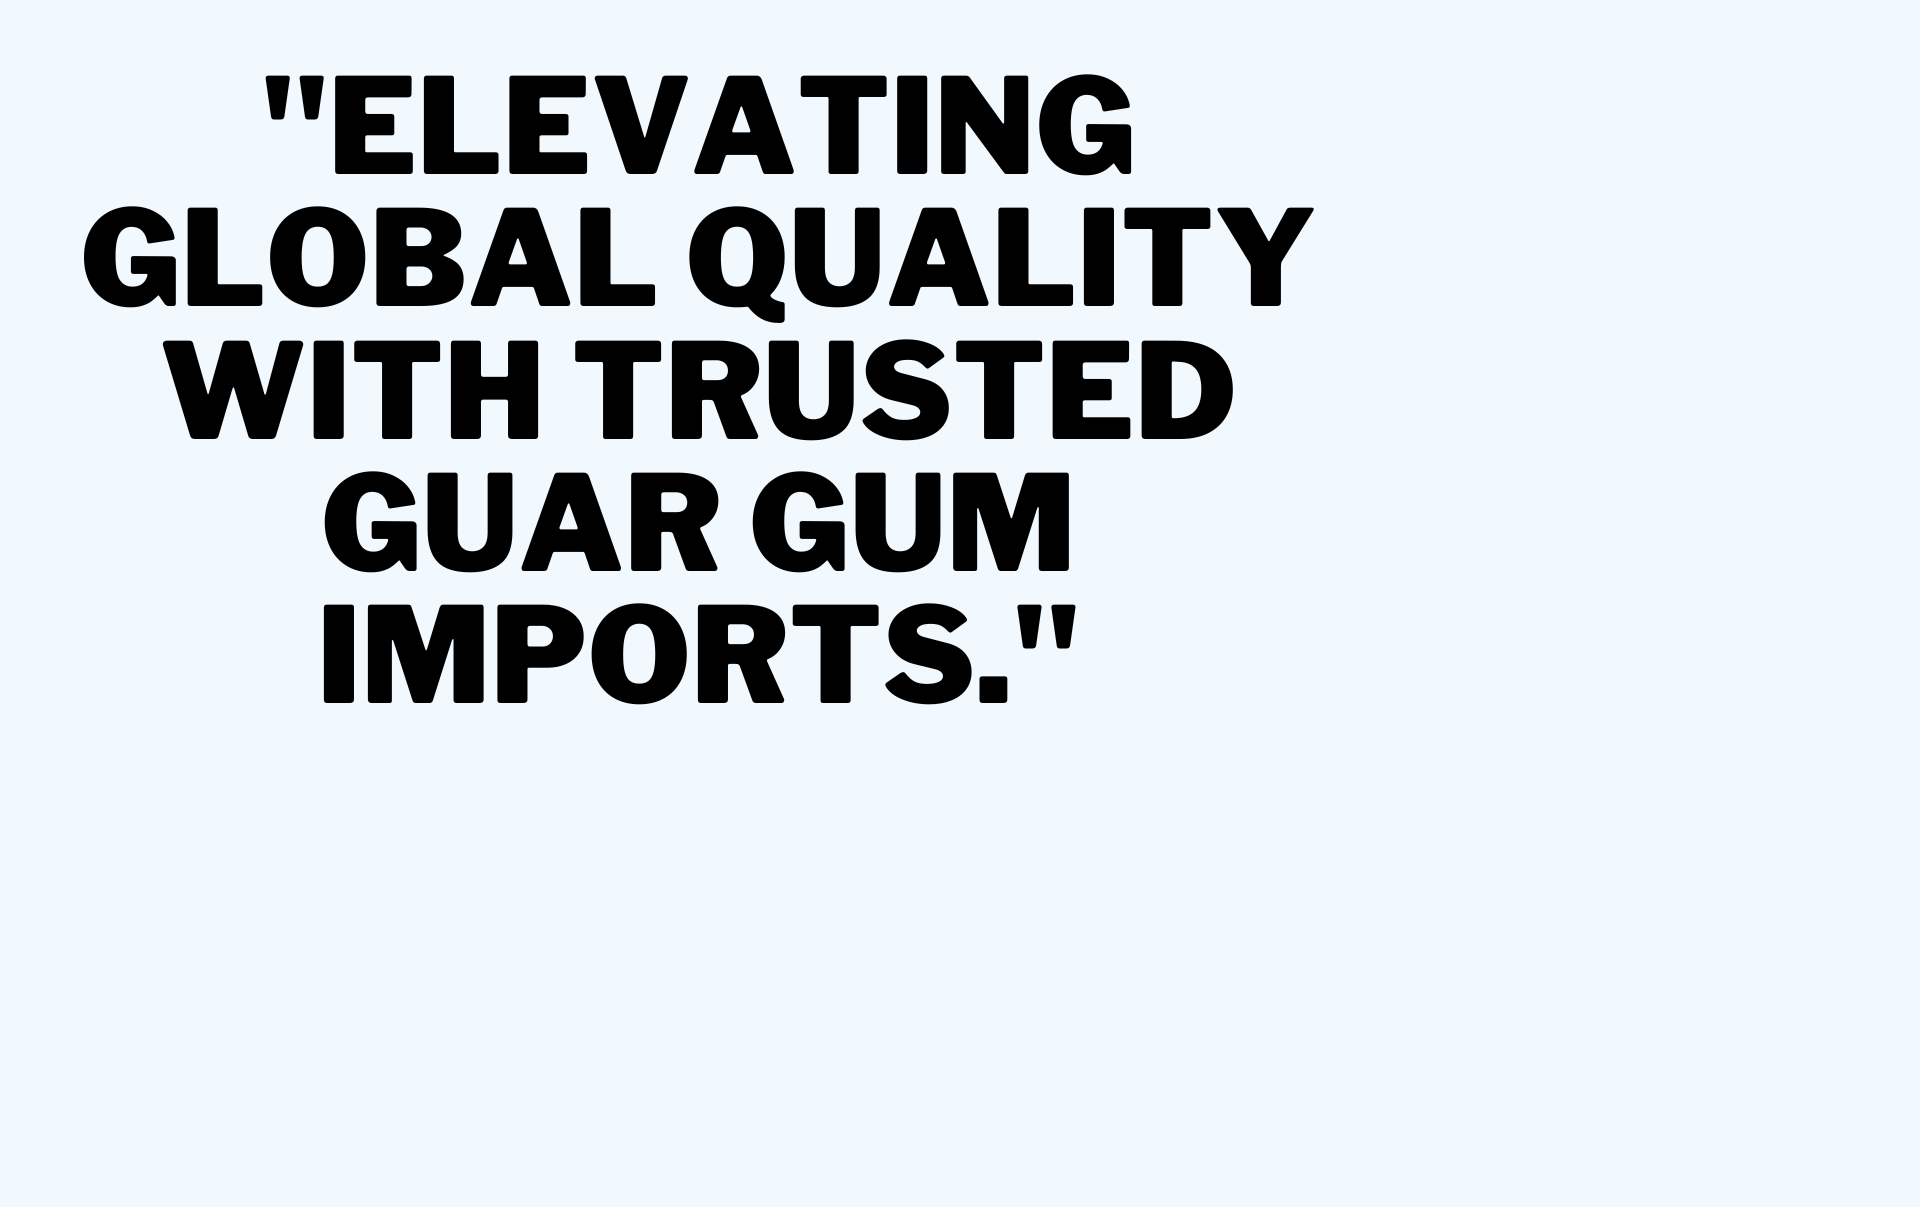 "ELEVATING
GLOBAL QUALITY
WITH TRUSTED
GUAR GUM
IMPORTS."